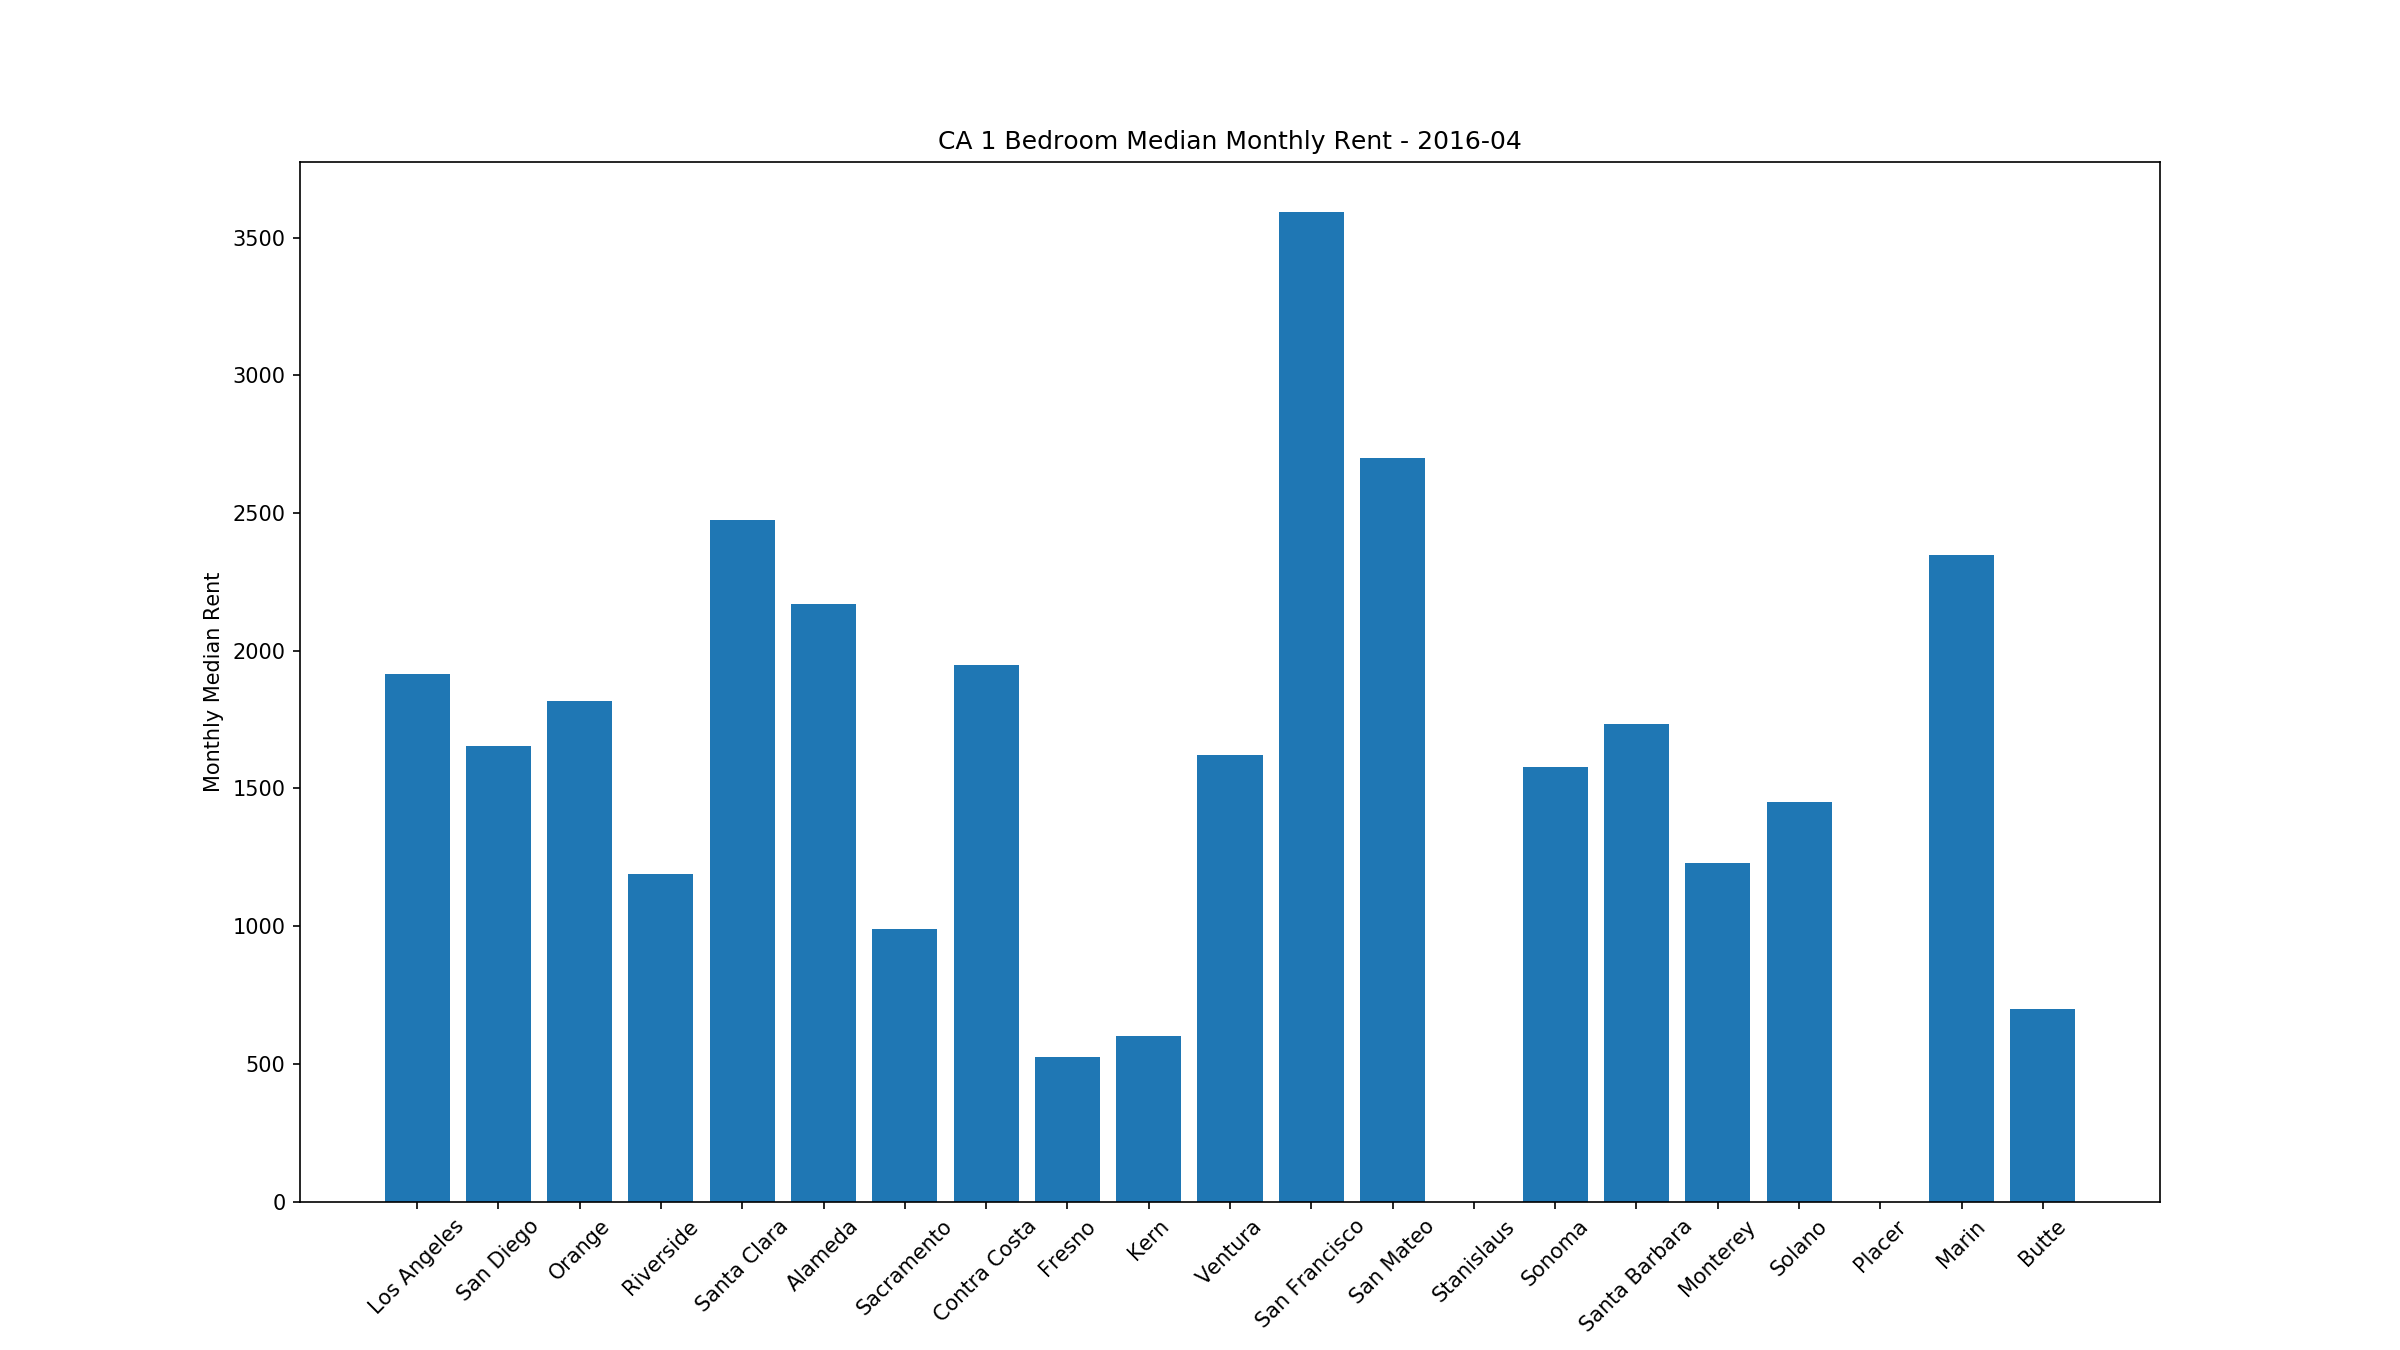 CA 1 Bedroom Median Monthly Rent - 2016-04
Monthly Median Rent
3500
3000
2500
2000
1500
1000
500
0
Los Angeles
San Diego
Orange
Riverside
Santa Clara
Alameda
Sacramento
Contra Costa
Fresno
Kern
Ventura
San Francisco
San Mateo
Stanislaus
Sonoma
Santa Barbara
Monterey
Solano
Placer
Marin
Butte